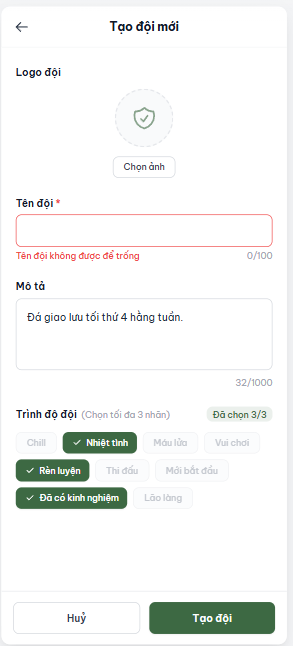 Tạo đội mới
Logo đội
Chọn ảnh
Tên đội *
Tên đội không được để trống 0/100
Mô tả
Đá giao lưu tối thứ 4 hằng tuần.
32/1000
Trình độ đội (Chọn tối đa 3 nhãn) Đã chọn 3/3
Chill Nhiệt tình Máu lửa Vui chơi
Rèn luyện Thi đấu Mới bắt đầu
Đã có kinh nghiệm Lão làng
Huỷ Tạo đội